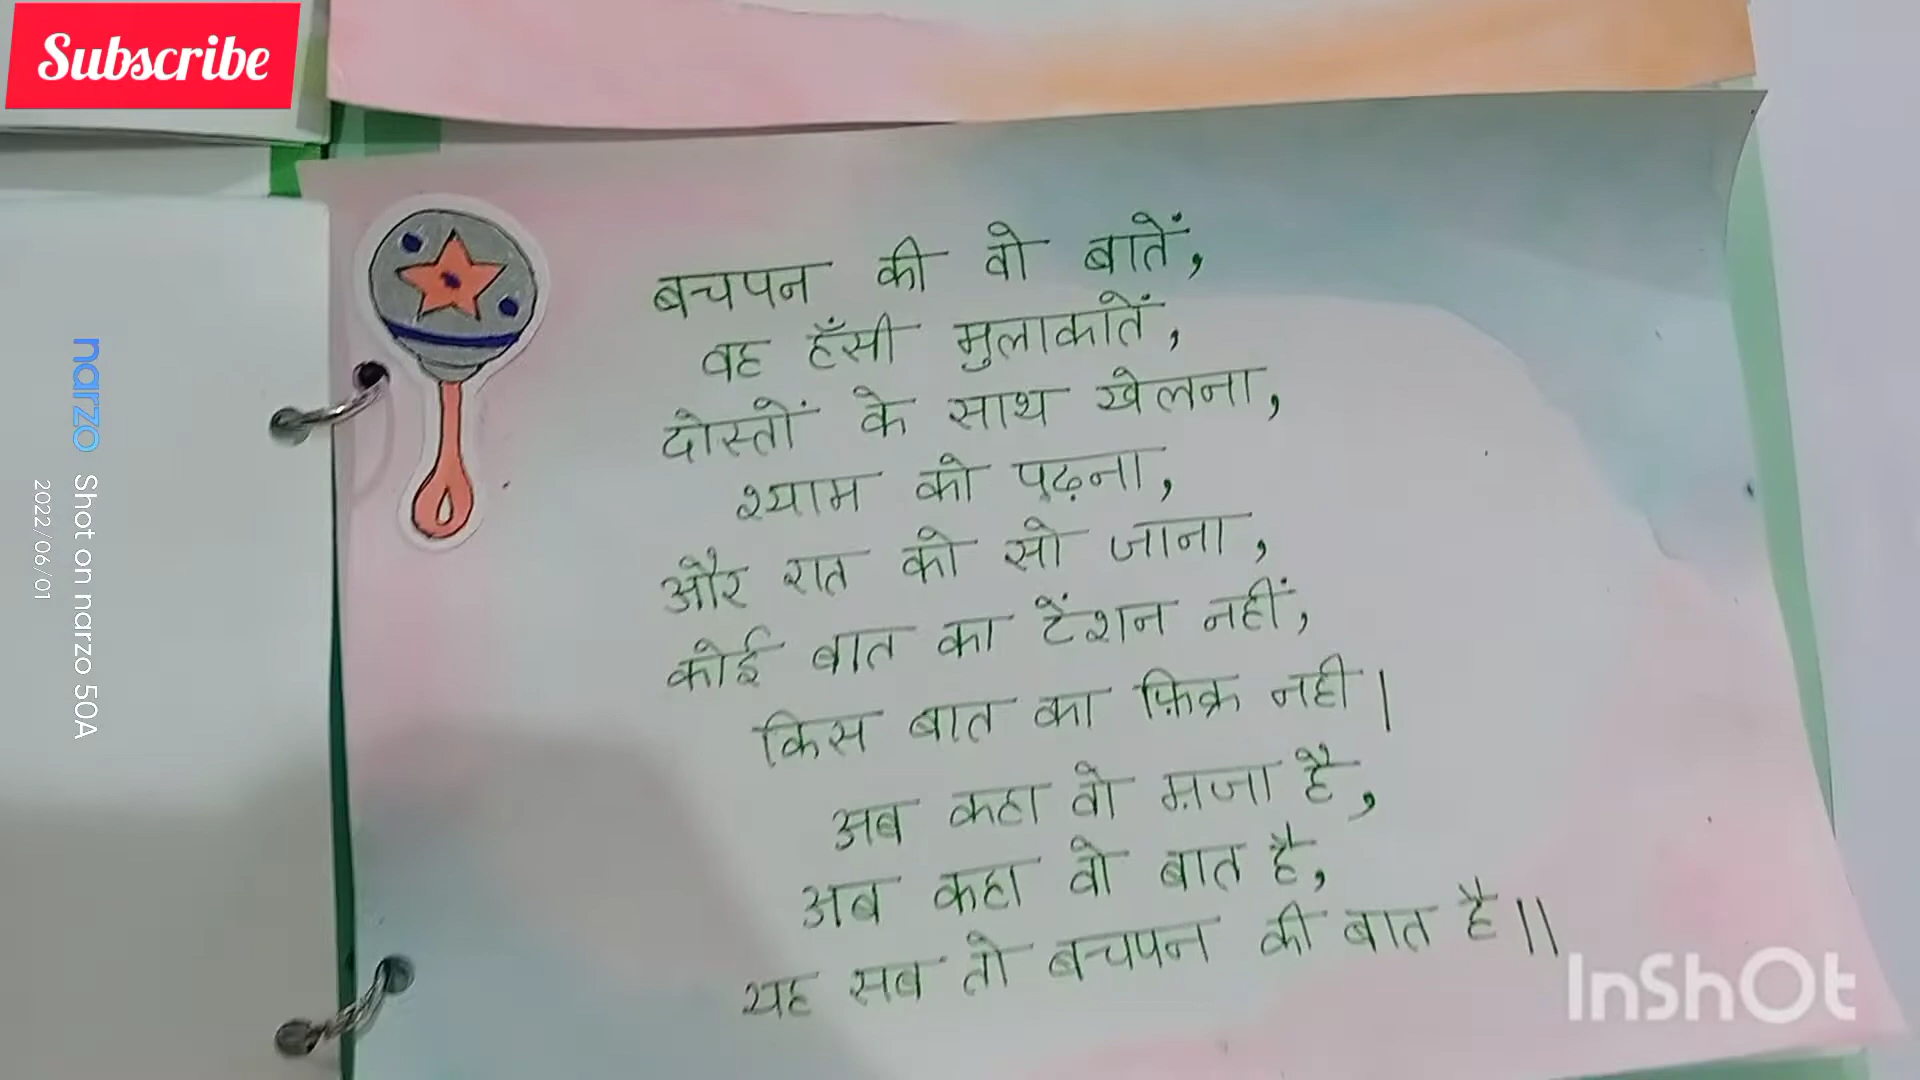 Subscribe
बचपन की वो बातें,
वह हँसी मुलाकातें,
दोस्तों के साथ खेलना,
श्याम को पढ़ना,
और रात को सो जाना,
कोई बात का टेंशन नहीं,
किस बात का फ़िक्र नही।
अब कहा वो म़जा है,
अब कहा वो बात है,
यह सब तो बचपन की बात है॥
narzo Shot on narzo 50A
2022/06/01
InShOt